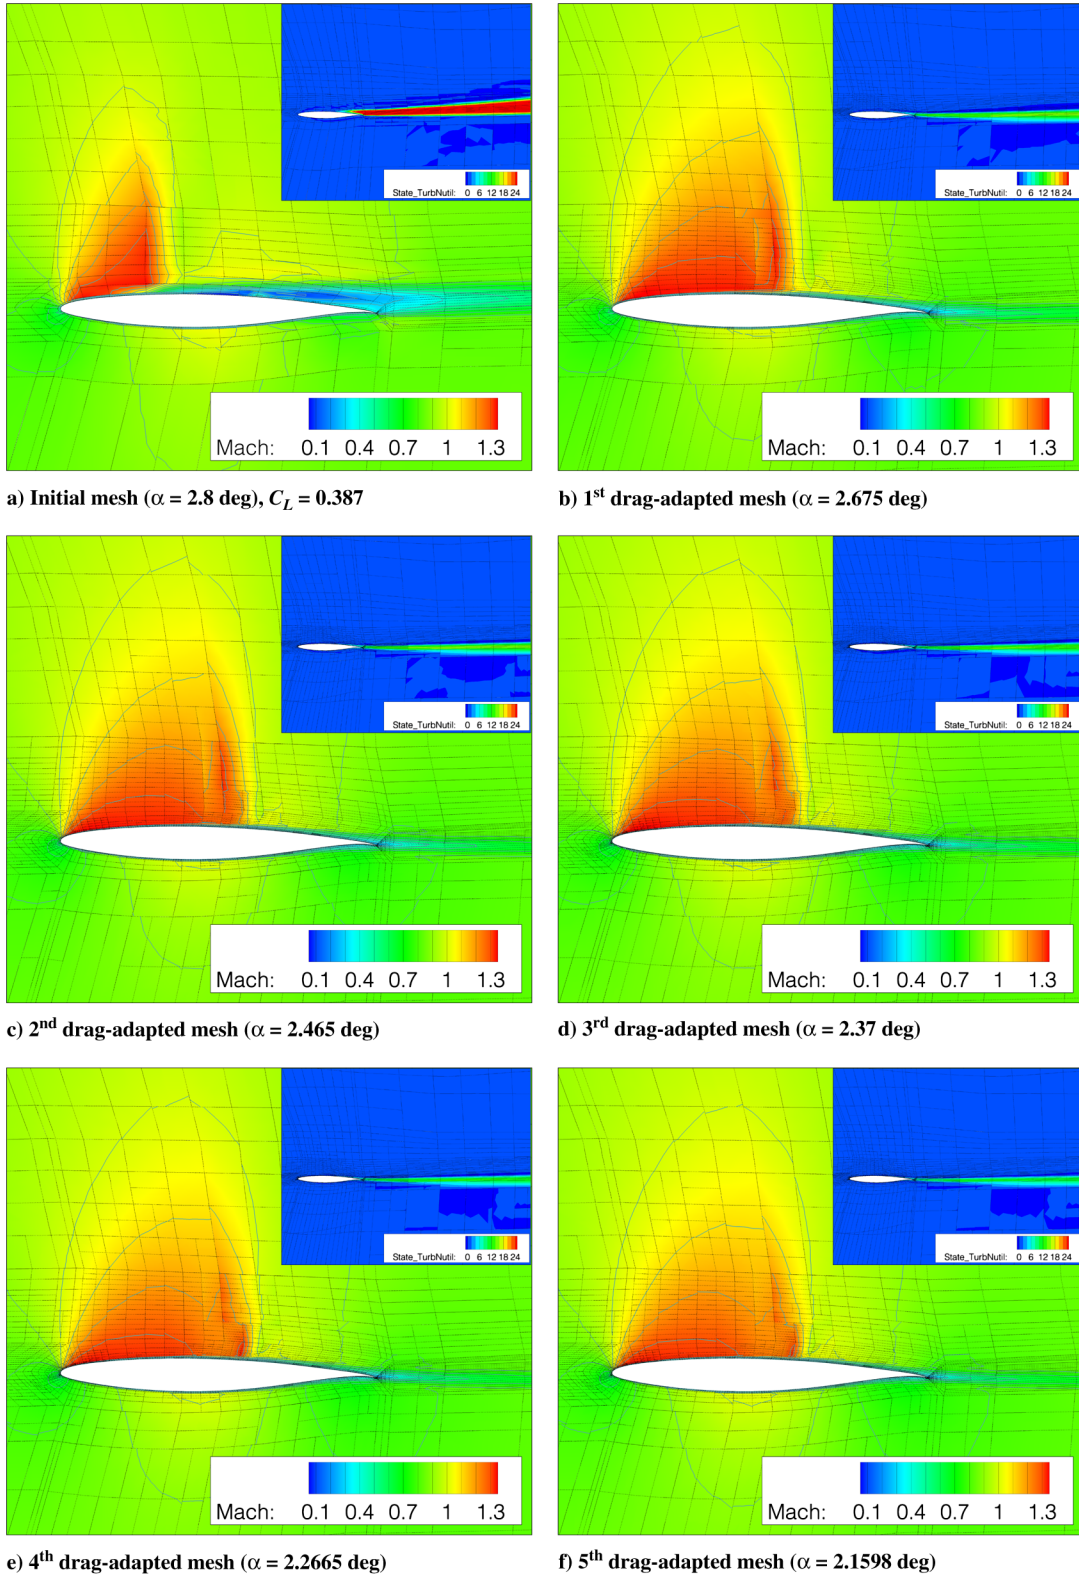 State_TurbNutil: 0 6 12 18 24
Mach: 0.1 0.4 0.7 1 1.3
a) Initial mesh (α = 2.8 deg), C_L = 0.387
State_TurbNutil: 0 6 12 18 24
Mach: 0.1 0.4 0.7 1 1.3
b) 1st drag-adapted mesh (α = 2.675 deg)
State_TurbNutil: 0 6 12 18 24
Mach: 0.1 0.4 0.7 1 1.3
c) 2nd drag-adapted mesh (α = 2.465 deg)
State_TurbNutil: 0 6 12 18 24
Mach: 0.1 0.4 0.7 1 1.3
d) 3rd drag-adapted mesh (α = 2.37 deg)
State_TurbNutil: 0 6 12 18 24
Mach: 0.1 0.4 0.7 1 1.3
e) 4th drag-adapted mesh (α = 2.2665 deg)
State_TurbNutil: 0 6 12 18 24
Mach: 0.1 0.4 0.7 1 1.3
f) 5th drag-adapted mesh (α = 2.1598 deg)